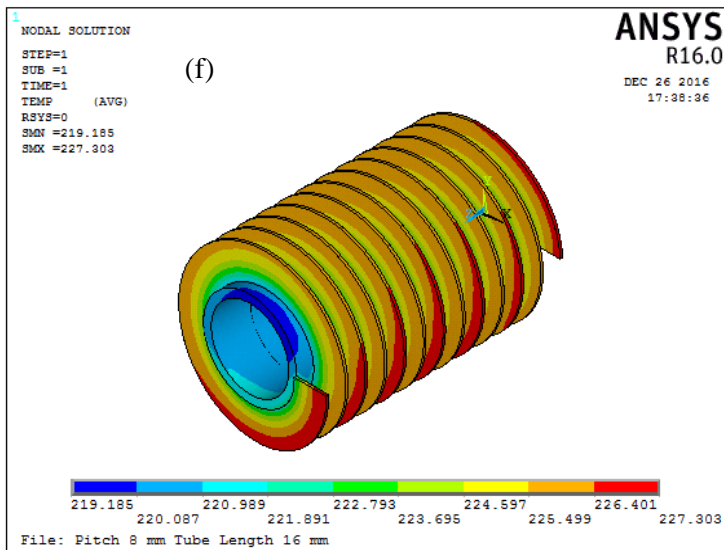 1
NODAL SOLUTION
STEP=1
SUB =1
TIME=1
TEMP (AVG)
RSYS=0
SMN =219.185
SMX =227.303
(f)
ANSYS
R16.0
DEC 26 2016
17:38:36
X
219.185 220.989 222.793 224.597 226.401
220.087 221.891 223.695 225.499 227.303
File: Pitch 8 mm Tube Length 16 mm